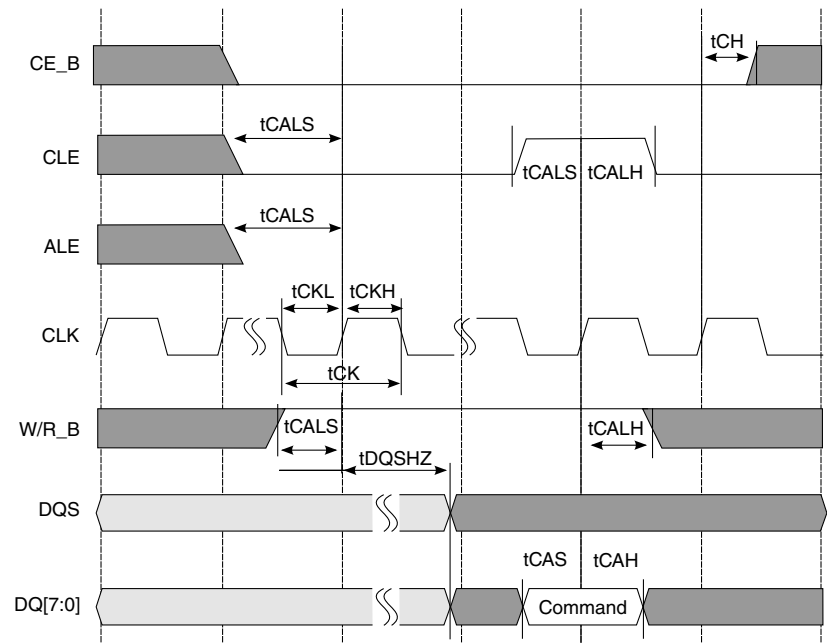 tCH
CE_B
tCALS
CLE
tCALS tCALH
tCALS
ALE
tCKL tCKH
CLK
tCK
W/R_B
tCALS
tCALH
tDQSHZ
DQS
tCAS tCAH
DQ[7:0]
Command